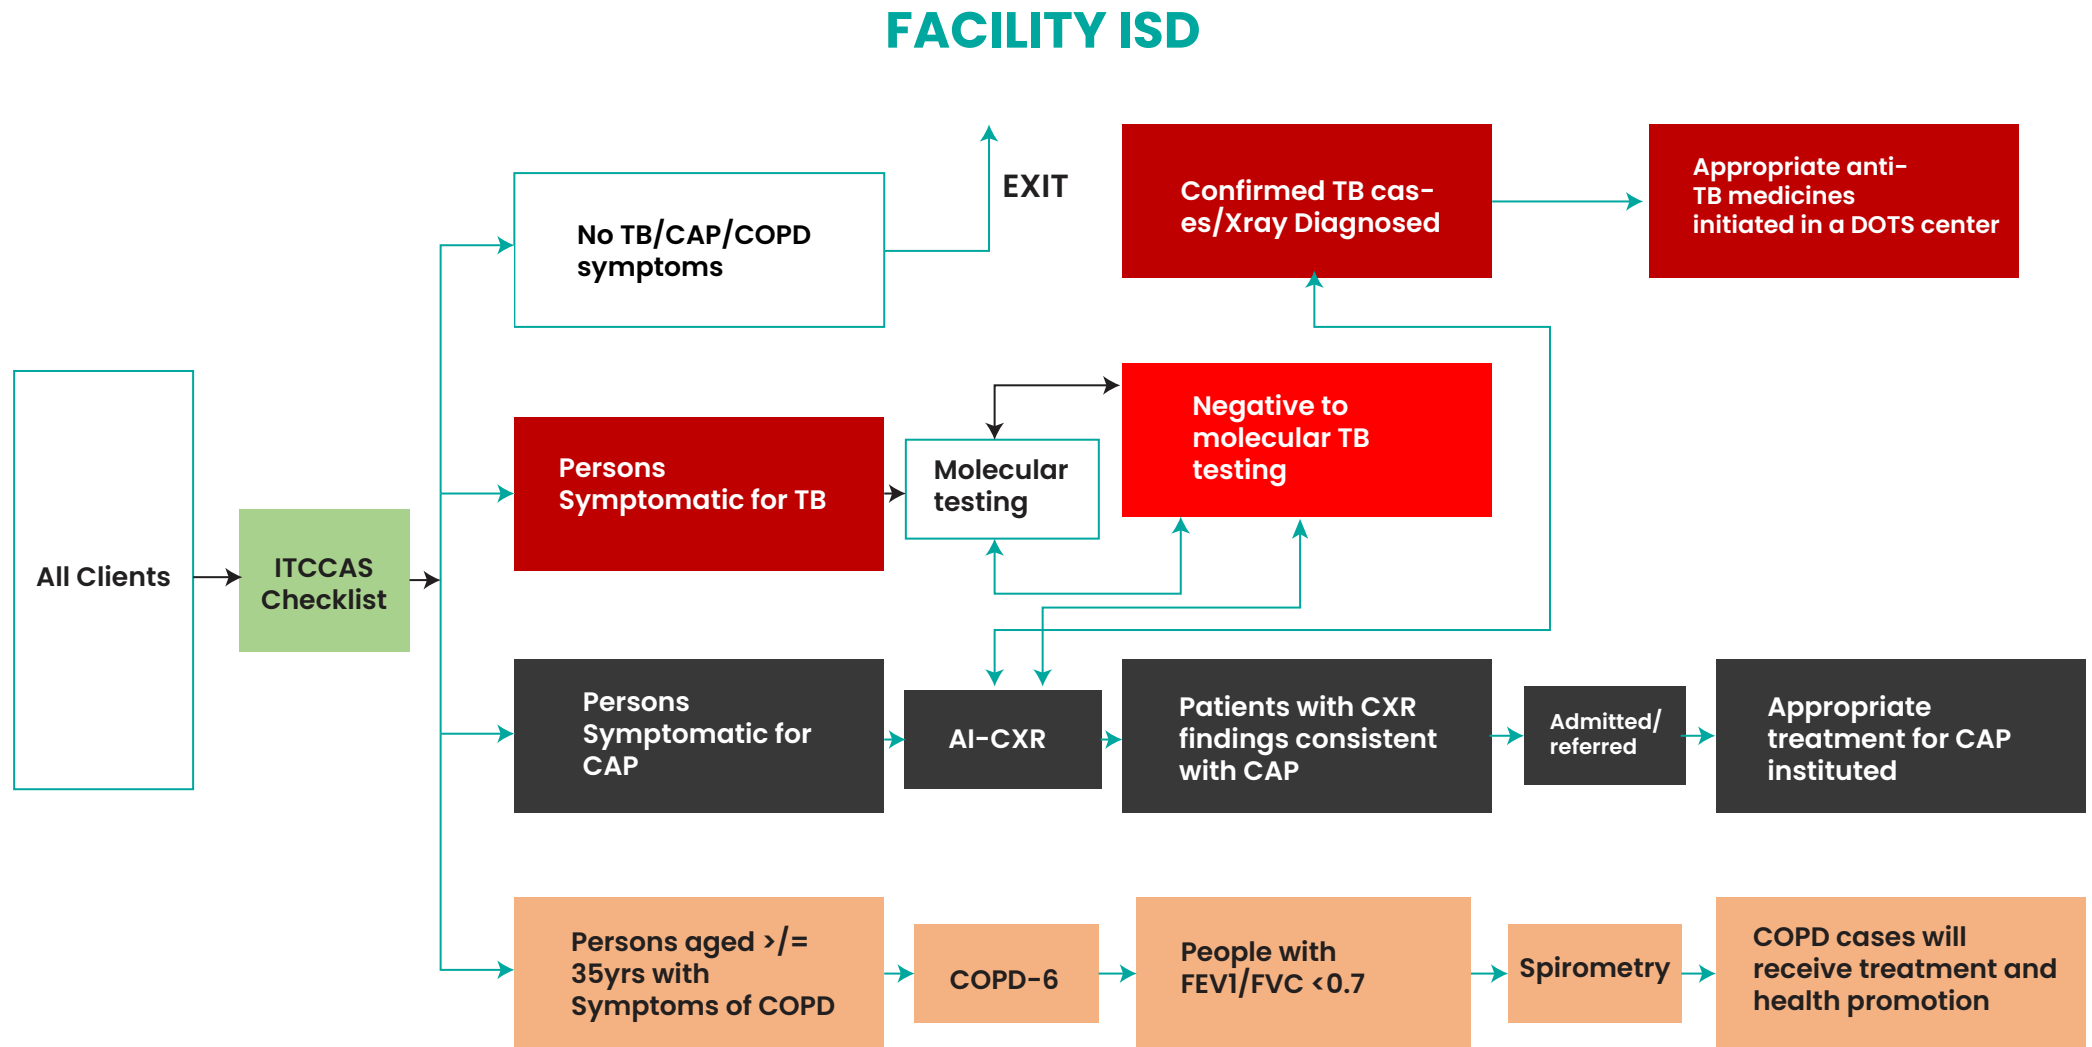 FACILITY ISD
EXIT
No TB/CAP/COPD
symptoms
Confirmed TB cas-
es/Xray Diagnosed
Appropriate anti-
TB medicines
initiated in a DOTS center
All Clients
ITCCAS
Checklist
Persons
Symptomatic for TB
Molecular
testing
Negative to
molecular TB
testing
Persons
Symptomatic for
CAP
AI-CXR
Patients with CXR
findings consistent
with CAP
Admitted/
referred
Appropriate
treatment for CAP
instituted
Persons aged >/=
35yrs with
Symptoms of COPD
COPD-6
People with
FEV1/FVC <0.7
Spirometry
COPD cases will
receive treatment and
health promotion